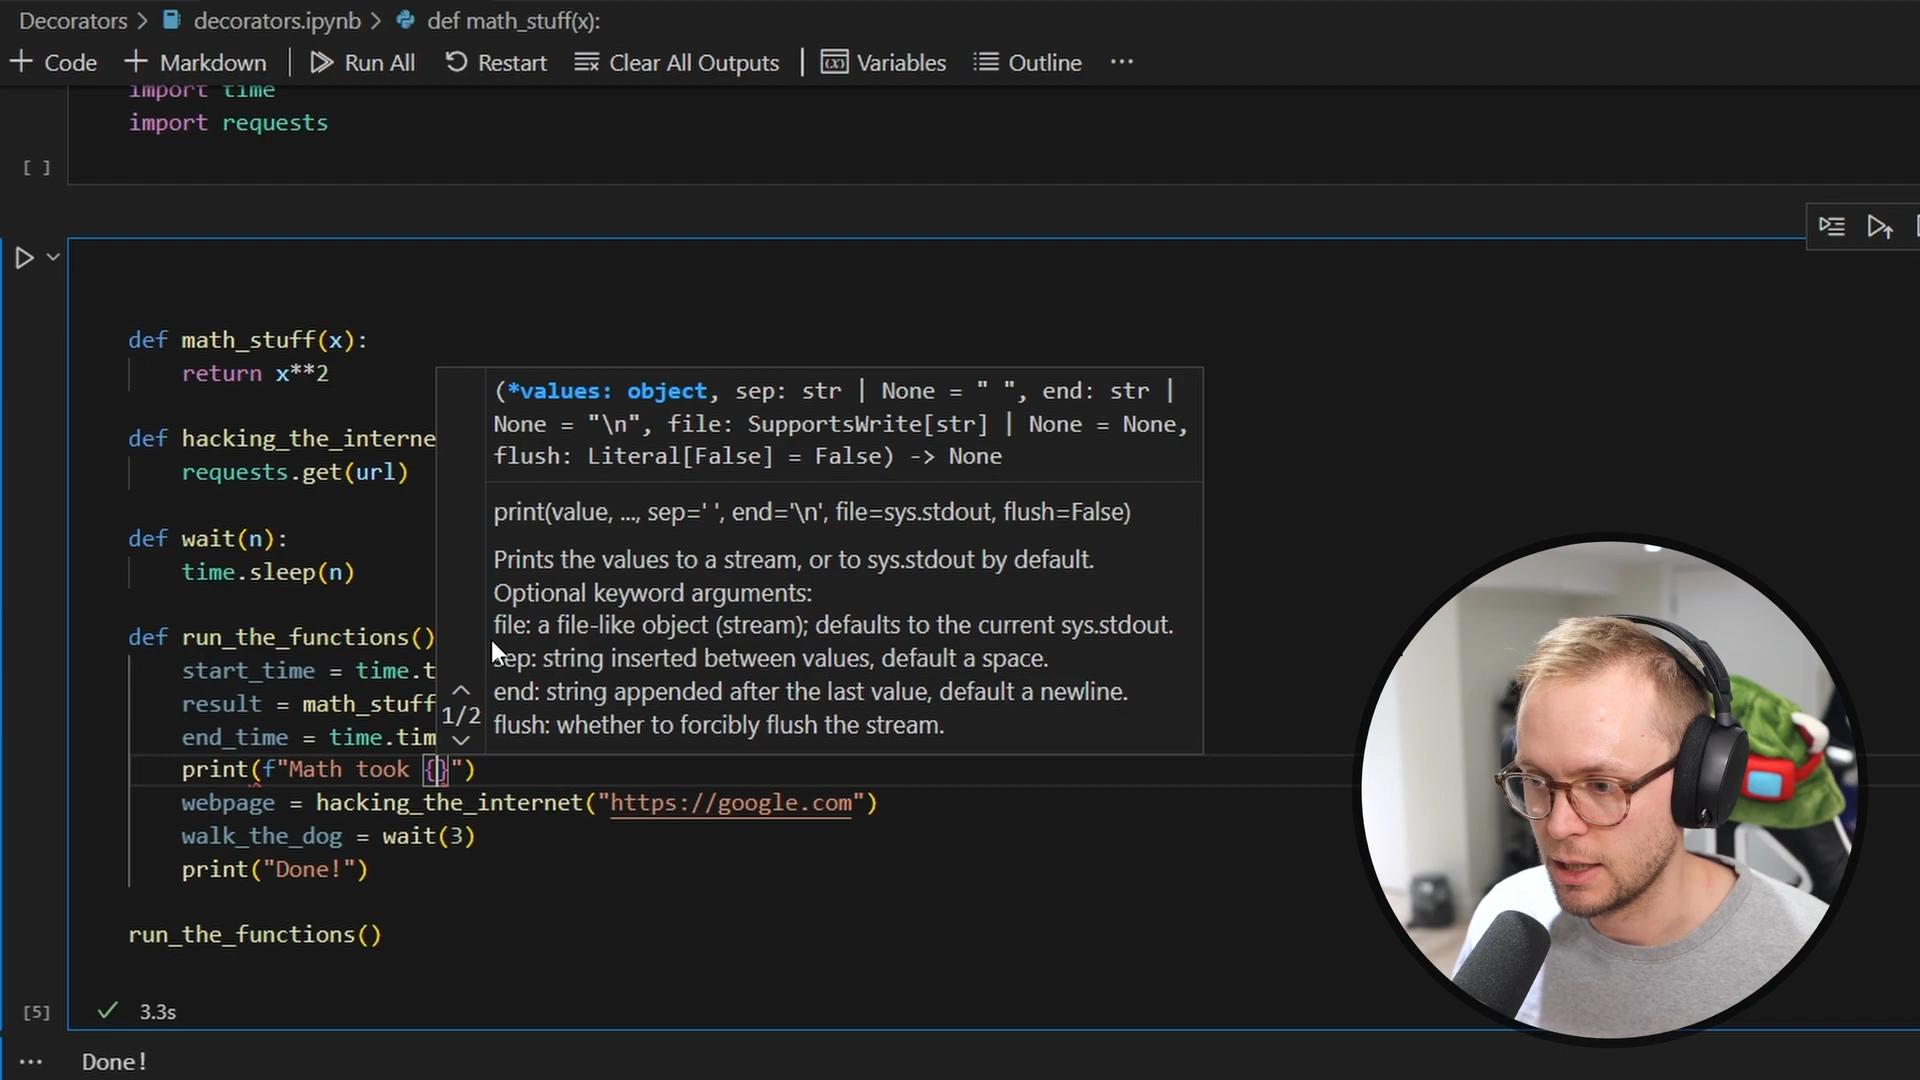 Decorators > decorators.ipynb > def math_stuff(x):
+ Code + Markdown | Run All Restart Clear All Outputs | Variables Outline ...
import time
import requests
[ ]
def math_stuff(x):
return x**2
def hacking_the_interne
requests.get(url)
def wait(n):
time.sleep(n)
def run_the_functions()
start_time = time.t
result = math_stuff
end_time = time.tim
print(f"Math took {}")
webpage = hacking_the_internet("https://google.com")
walk_the_dog = wait(3)
print("Done!")
run_the_functions()
(*values: object, sep: str | None = " ", end: str |
None = "\n", file: SupportsWrite[str] | None = None,
flush: Literal[False] = False) -> None
print(value, ..., sep=' ', end='\n', file=sys.stdout, flush=False)
Prints the values to a stream, or to sys.stdout by default.
Optional keyword arguments:
file: a file-like object (stream); defaults to the current sys.stdout.
sep: string inserted between values, default a space.
end: string appended after the last value, default a newline.
flush: whether to forcibly flush the stream.
1/2
[5] 3.3s
... Done!